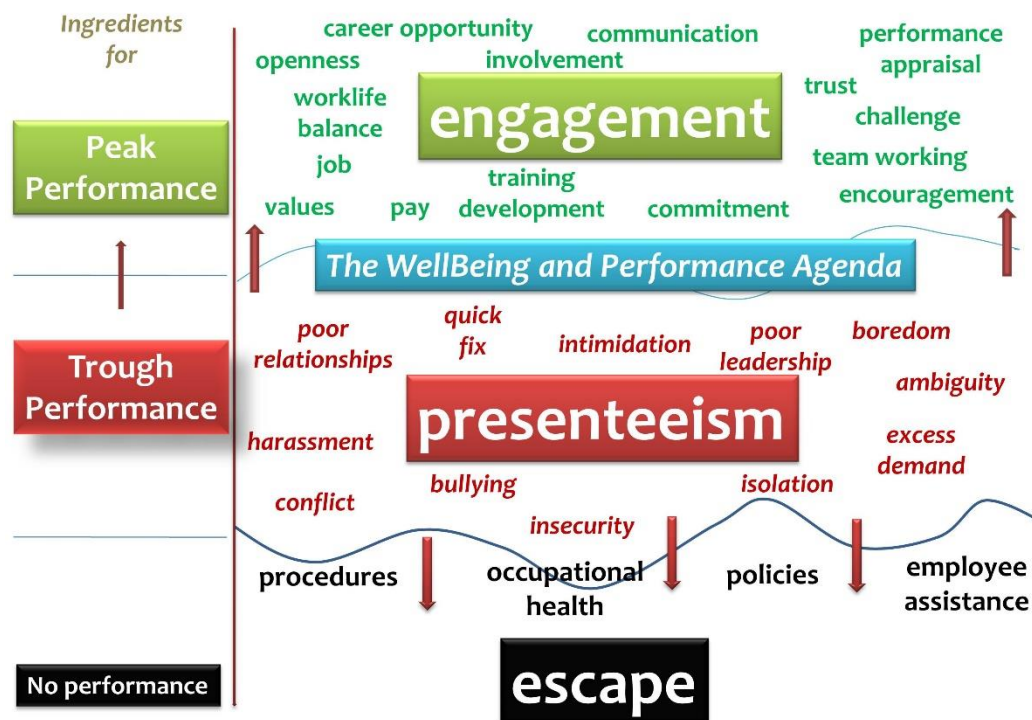 Ingredients
for
Peak
Performance
Trough
Performance
No performance
career opportunity
communication
performance
appraisal
openness
involvement
trust
worklife
balance
engagement
challenge
job
training
development
team working
values
pay
commitment
encouragement
The WellBeing and Performance Agenda
poor
relationships
quick
fix
intimidation
poor
leadership
boredom
ambiguity
presenteeism
harassment
excess
demand
conflict
bullying
isolation
insecurity
procedures
occupational
health
policies
employee
assistance
escape